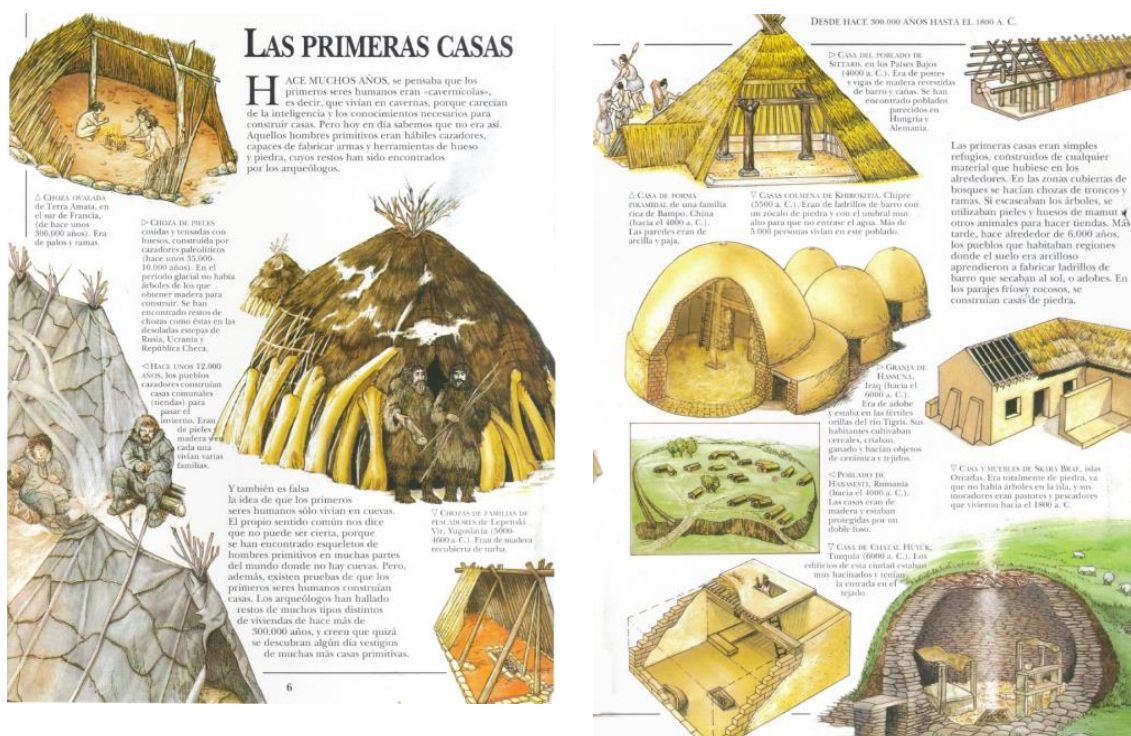 LAS PRIMERAS CASAS
HACE MUCHOS AÑOS, se pensaba que los
primeros seres humanos eran «cavernícolas»,
es decir, que vivían en cavernas, porque carecían
de la inteligencia y los conocimientos necesarios para
construir casas. Pero hoy en día sabemos que no era así.
Aquellos hombres primitivos eran hábiles cazadores,
capaces de fabricar armas y herramientas de hueso
y piedra, cuyos restos han sido encontrados
por los arqueólogos.
△ CHOZA OVALADA
de Terra Amata, en
el sur de Francia,
(de hace unos
300.000 años). Era
de palos y ramas.
▷ CHOZA DE PIELES
cosidas y tensadas con
huesos, construida por
cazadores paleolíticos
(hace unos 35.000-
10.000 años). En el
período glacial no había
árboles de los que
obtener madera para
construir. Se han
encontrado restos de
chozas como éstas en las
desoladas estepas de
Rusia, Ucrania y
República Checa.
◁ HACE UNOS 12.000
AÑOS, los pueblos
cazadores construían
casas comunales
(tiendas) para
pasar el
invierno. Eran
de pieles y
madera y en
cada una
vivían varias
familias.
Y también es falsa
la idea de que los primeros
seres humanos sólo vivían en cuevas.
El propio sentido común nos dice
que no puede ser cierta, porque
se han encontrado esqueletos de
hombres primitivos en muchas partes
del mundo donde no hay cuevas. Pero,
además, existen pruebas de que los
primeros seres humanos construían
casas. Los arqueólogos han hallado
restos de muchos tipos distintos
de viviendas de hace más de
300.000 años, y creen que quizá
se descubran algún día vestigios
de muchas más casas primitivas.
▽ CHOZAS DE FAMILIAS DE
PESCADORES de Lepenski
Vir, Yugoslavia (5000-
4600 a. C.). Eran de madera
recubierta de turba.
6
DESDE HACE 300.000 AÑOS HASTA EL 1800 A. C.
▷ CASA DEL POBLADO DE
SITTARD, en los Países Bajos
(4000 a. C.). Era de postes
y vigas de madera revestidas
de barro y cañas. Se han
encontrado poblados
parecidos en
Hungría y
Alemania.
△ CASA DE FORMA
PIRAMIDAL de una familia
rica de Banpo, China
(hacia el 4000 a. C.).
Las paredes eran de
arcilla y paja.
▽ CASAS COLMENA DE KHIROKITIA, Chipre
(5500 a. C.). Eran de ladrillos de barro con
un zócalo de piedra y con el umbral muy
alto para que no entrase el agua. Más de
3.000 personas vivían en este poblado.
Las primeras casas eran simples
refugios, construidos de cualquier
material que hubiese en los
alrededores. En las zonas cubiertas de
bosques se hacían chozas de troncos y
ramas. Si escaseaban los árboles, se
utilizaban pieles y huesos de mamut u
otros animales para hacer tiendas. Más
tarde, hace alrededor de 6.000 años,
los pueblos que habitaban regiones
donde el suelo era arcilloso
aprendieron a fabricar ladrillos de
barro que secaban al sol, o adobes. En
los parajes fríos y rocosos, se
construían casas de piedra.
▷ GRANJA DE
HASSUNA,
Iraq (hacia el
6000 a. C.).
Era de adobe
y estaba en las fértiles
orillas del río Tigris. Sus
habitantes cultivaban
cereales, criaban
ganado y hacían objetos
de cerámica y tejidos.
◁ POBLADO DE
HABASESTI, Rumanía
(hacia el 4000 a. C.).
Las casas eran de
madera y estaban
protegidas por un
doble foso.
▽ CASA DE CHATAL HÜYÜK,
Turquía (6000 a. C.). Los
edificios de esta ciudad estaban
muy hacinados y tenían
la entrada en el
tejado.
▽ CASA Y MUEBLES DE SKARA BRAE, islas
Orcadas. Era totalmente de piedra, ya
que no había árboles en la isla, y sus
moradores eran pastores y pescadores
que vivieron hacia el 1800 a. C.